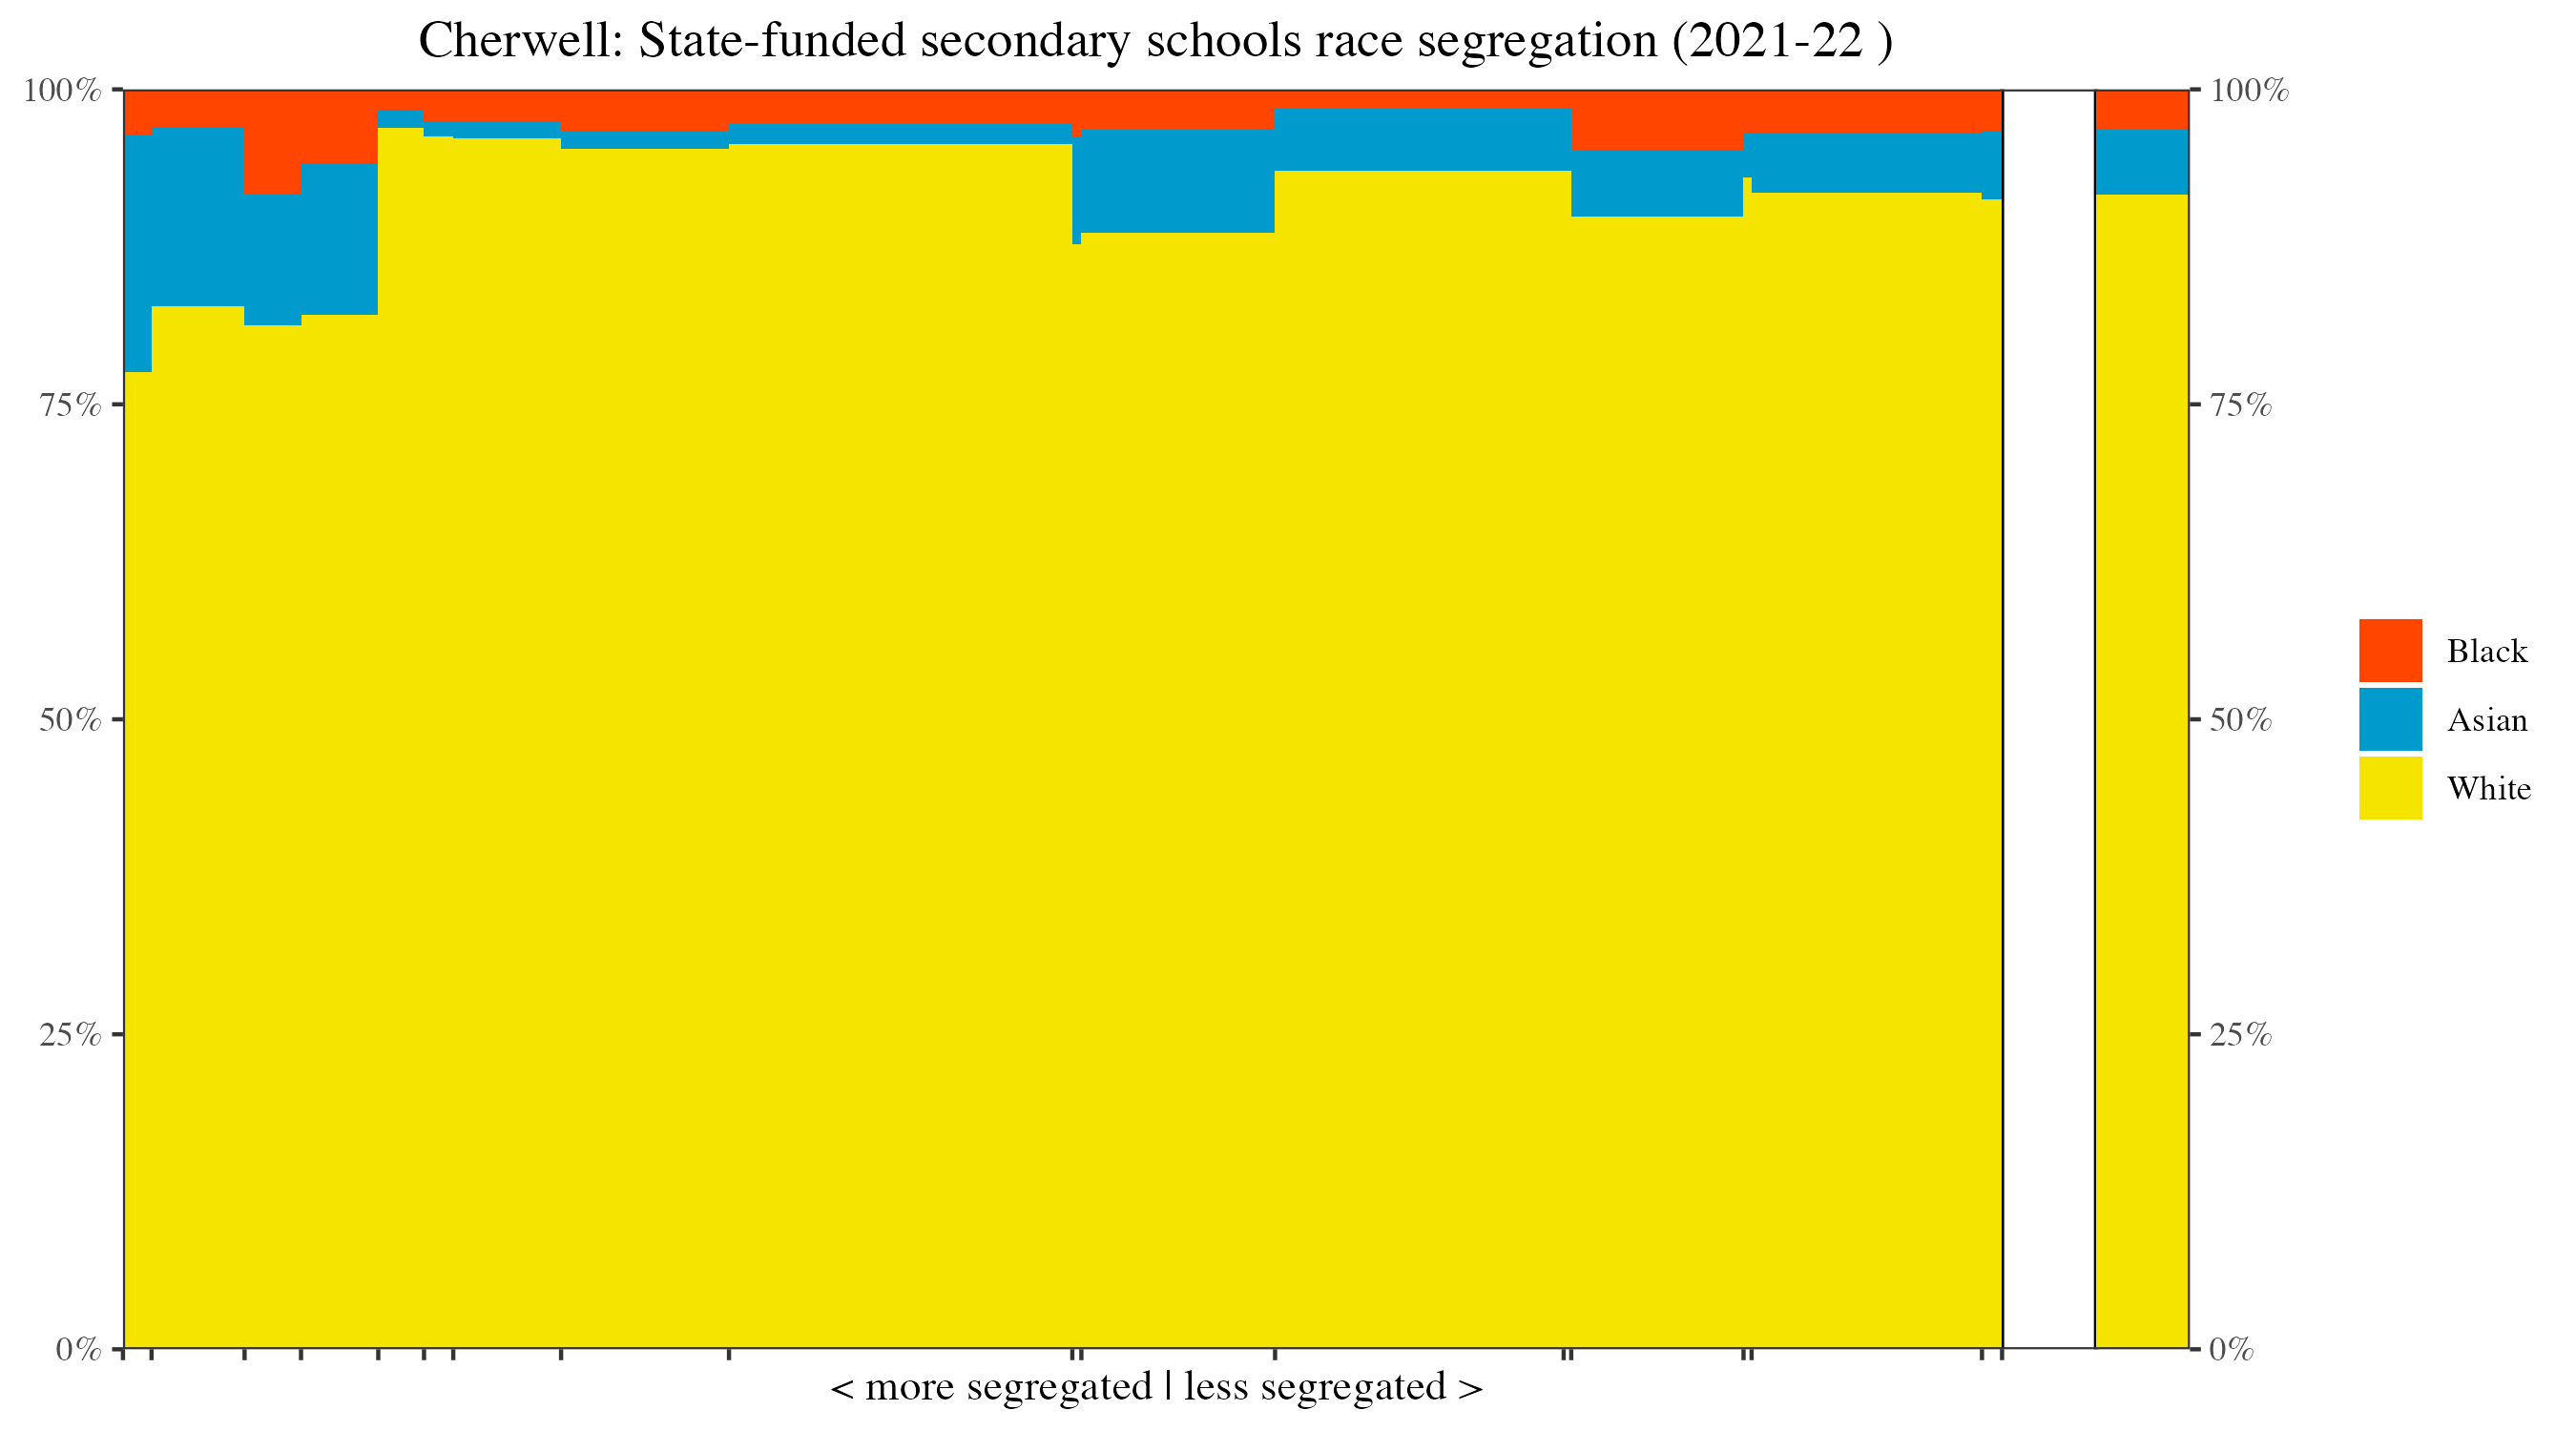 Cherwell: State-funded secondary schools race segregation (2021-22 )
100%
75%
50%
25%
0%
100%
75%
50%
25%
0%
Black
Asian
White
< more segregated | less segregated >